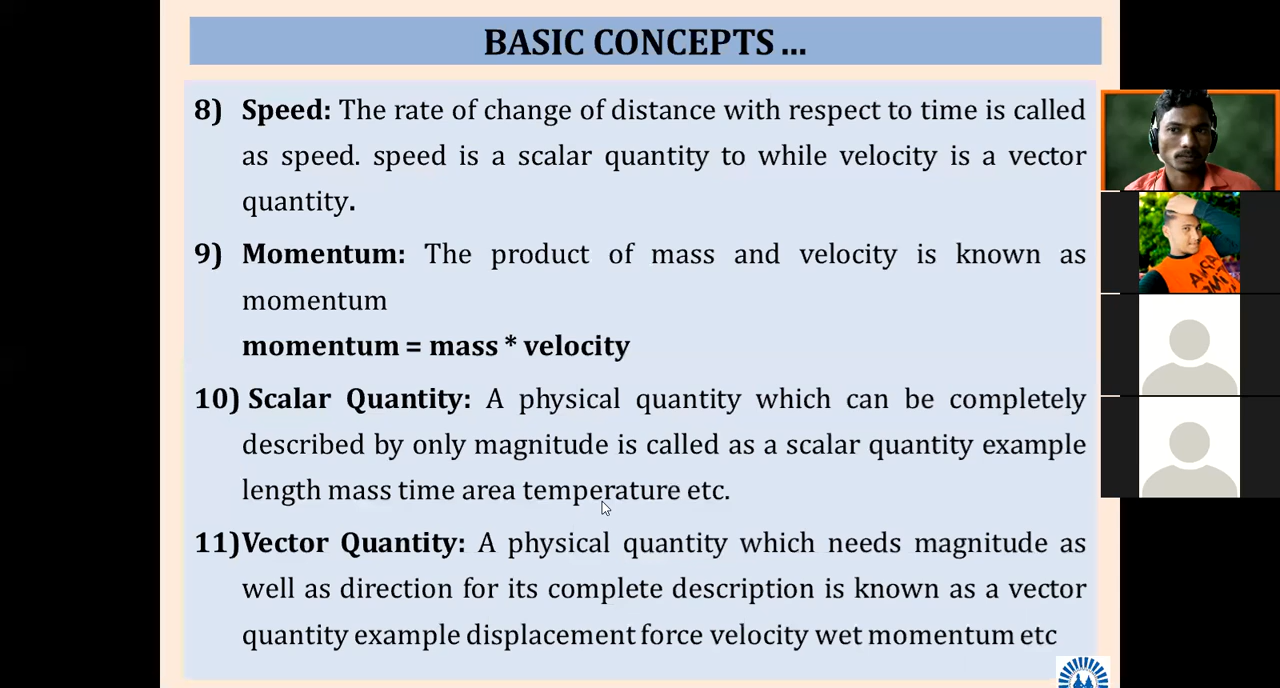 BASIC CONCEPTS ...
8) Speed: The rate of change of distance with respect to time is called
as speed. speed is a scalar quantity to while velocity is a vector
quantity.
9) Momentum: The product of mass and velocity is known as
momentum
momentum = mass * velocity
10) Scalar Quantity: A physical quantity which can be completely
described by only magnitude is called as a scalar quantity example
length mass time area temperature etc.
11)Vector Quantity: A physical quantity which needs magnitude as
well as direction for its complete description is known as a vector
quantity example displacement force velocity wet momentum etc